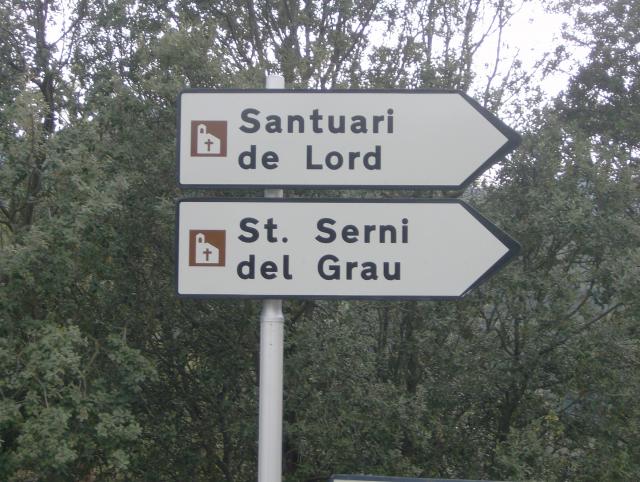 Santuari
de Lord
St. Serni
del Grau